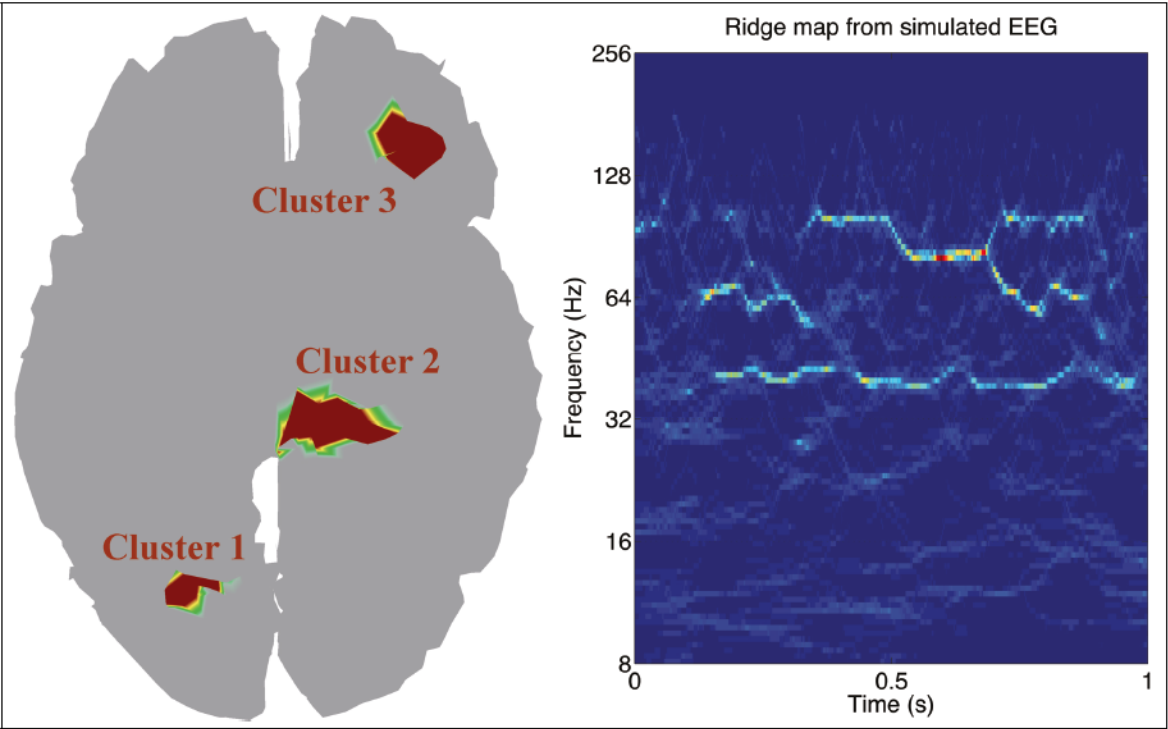 Cluster 3
Cluster 2
Cluster 1
Ridge map from simulated EEG
Frequency (Hz)
256
128
64
32
16
8
0
0.5
1
Time (s)